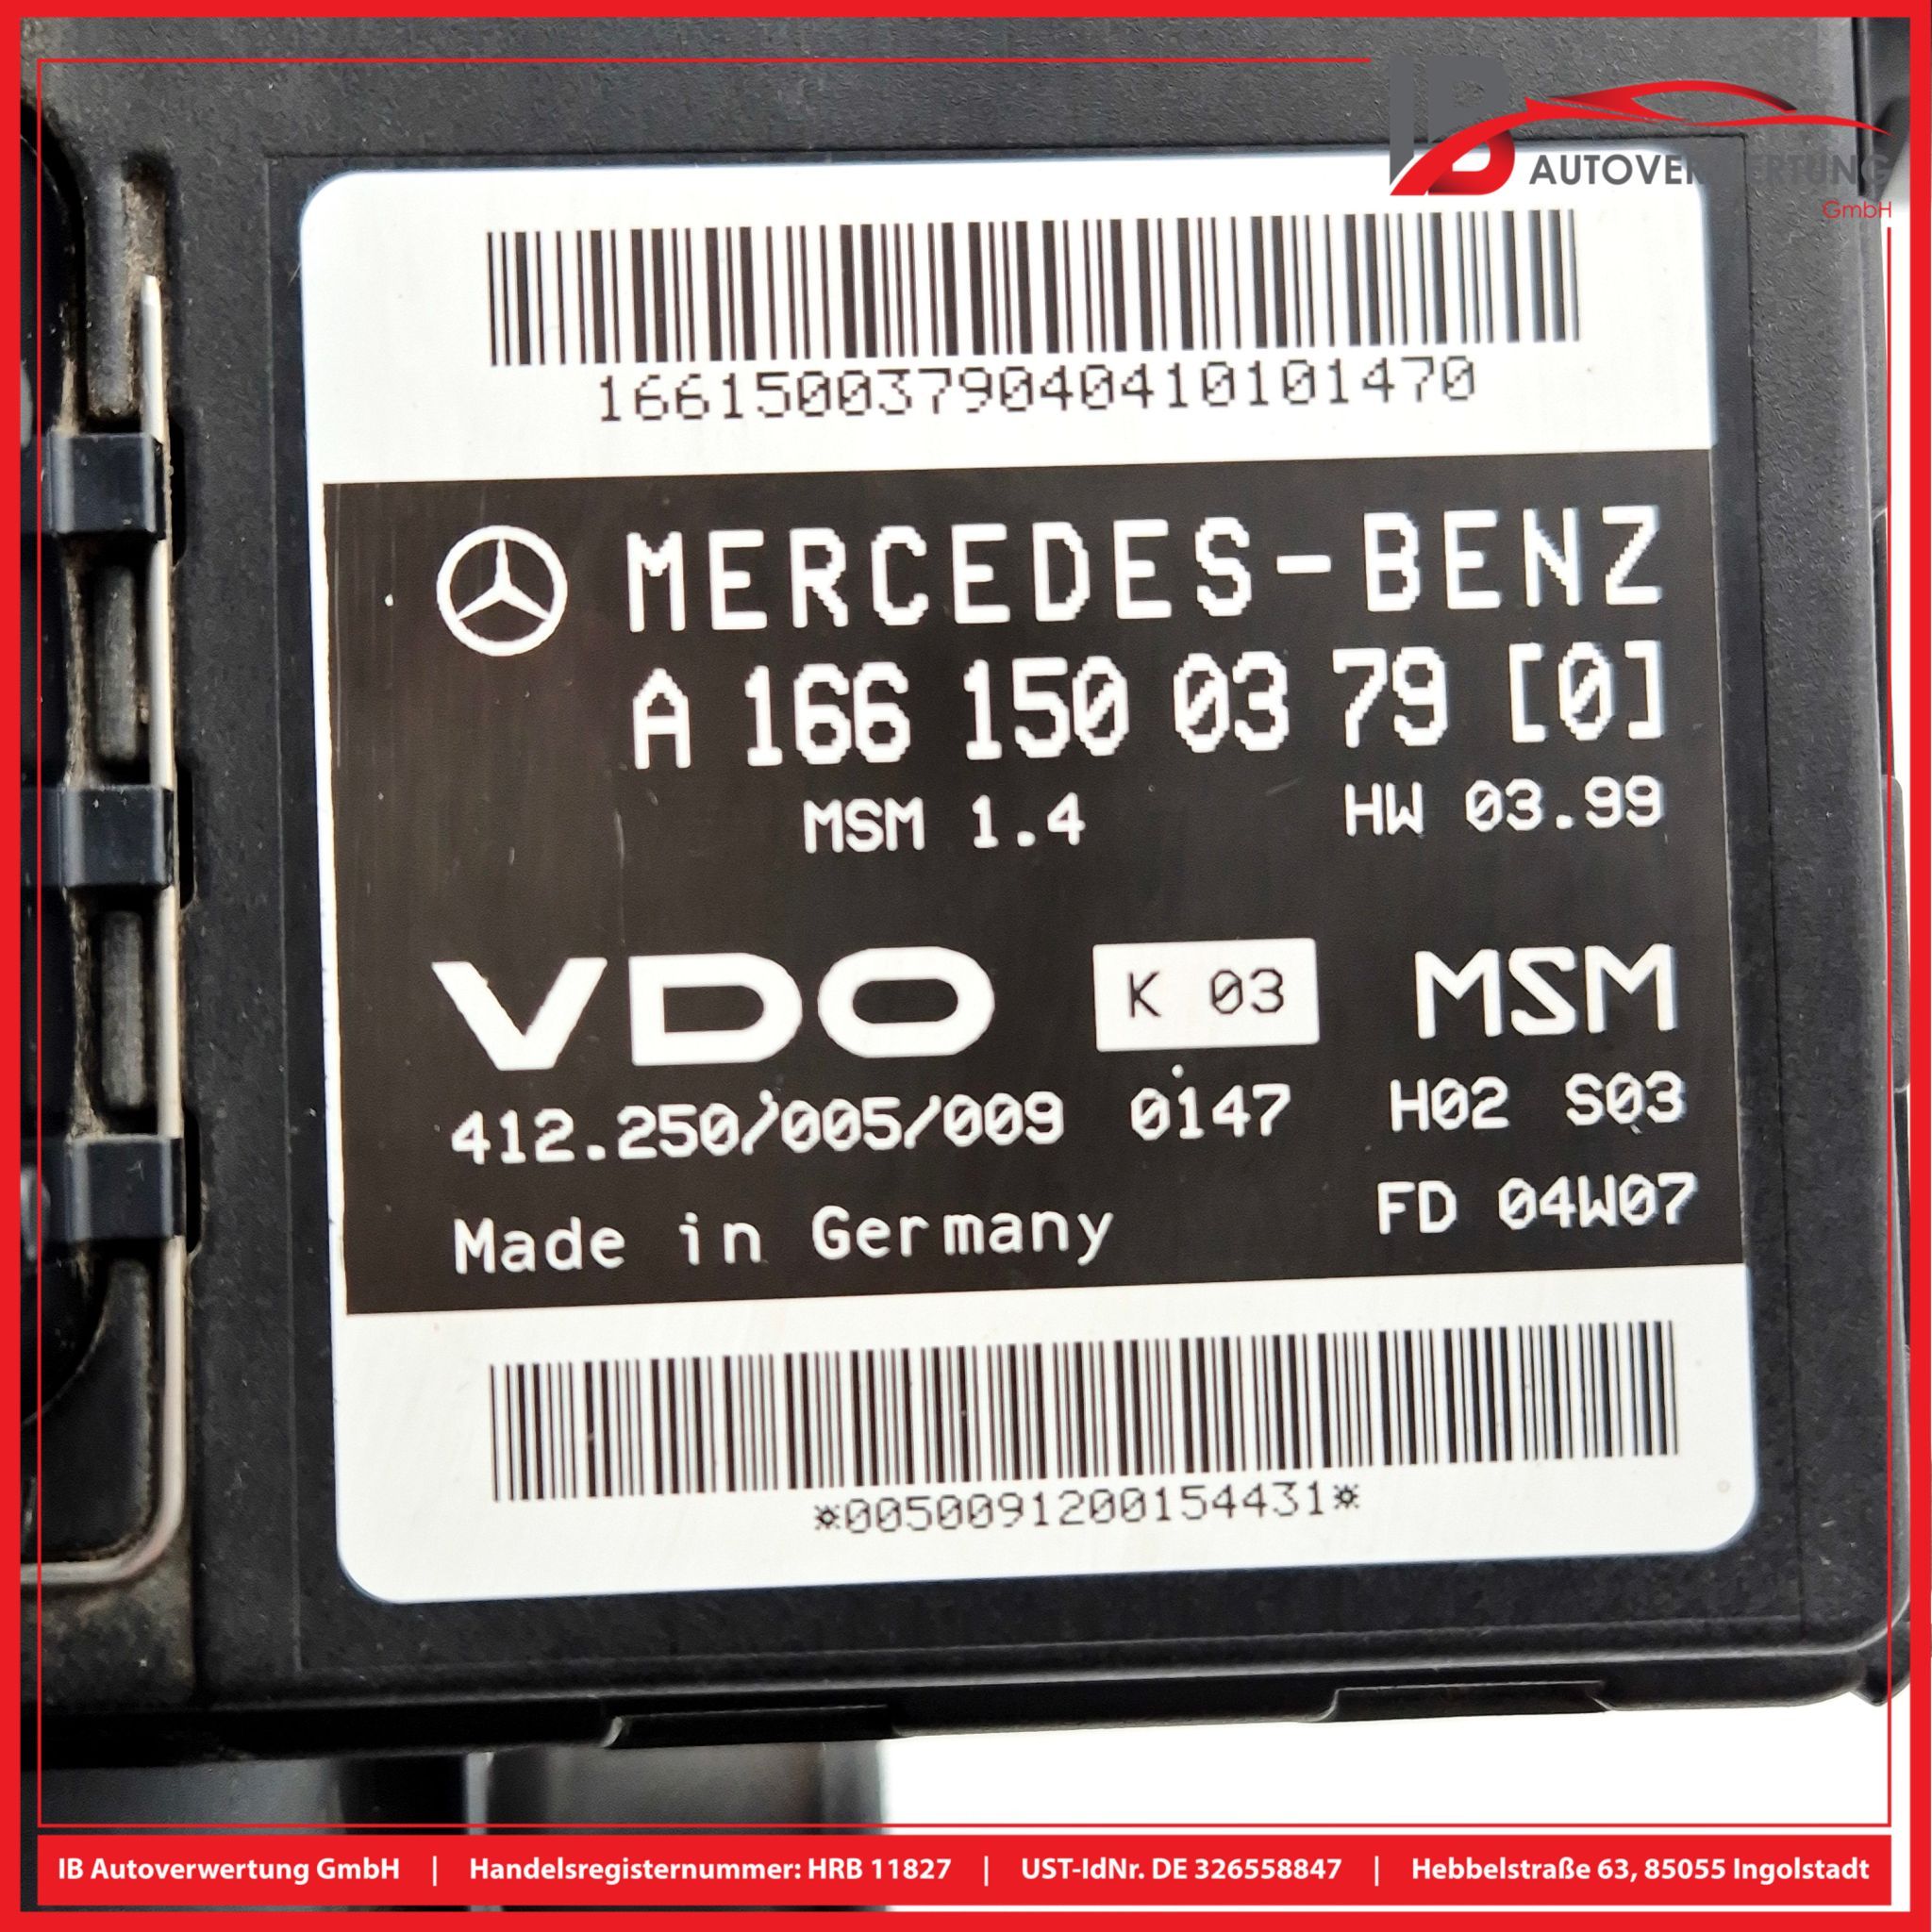 IB
AUTOVERWERTUNG
GmbH
1661500379040410101470
MERCEDES-BENZ
A 166 150 03 79 [0]
MSM 1.4 HW 03.99
VDO K 03 MSM
412.250/005/009 0147 H02 S03
Made in Germany FD 04W07
*0050091200154431*
IB Autoverwertung GmbH | Handelsregisternummer: HRB 11827 | UST-IdNr. DE 326558847 | Hebbelstraße 63, 85055 Ingolstadt